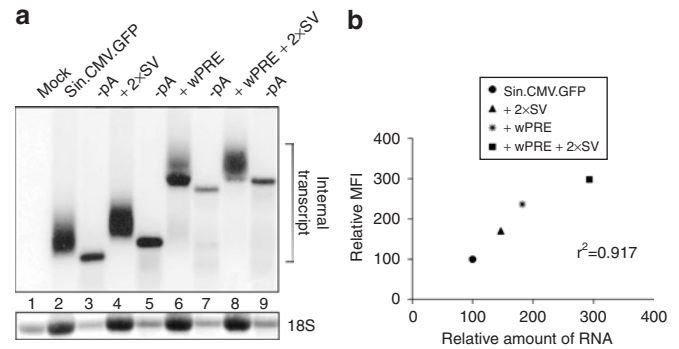 a
Mock
Sin.CMV.GFP
-pA
+ 2×SV
-pA
+ wPRE
-pA
+ wPRE + 2×SV
-pA
Internal
transcript
1 2 3 4 5 6 7 8 9
18S
b
Sin.CMV.GFP
+ 2×SV
+ wPRE
+ wPRE + 2×SV
400
300
200
100
0
Relative MFI
r²=0.917
0 100 200 300 400
Relative amount of RNA